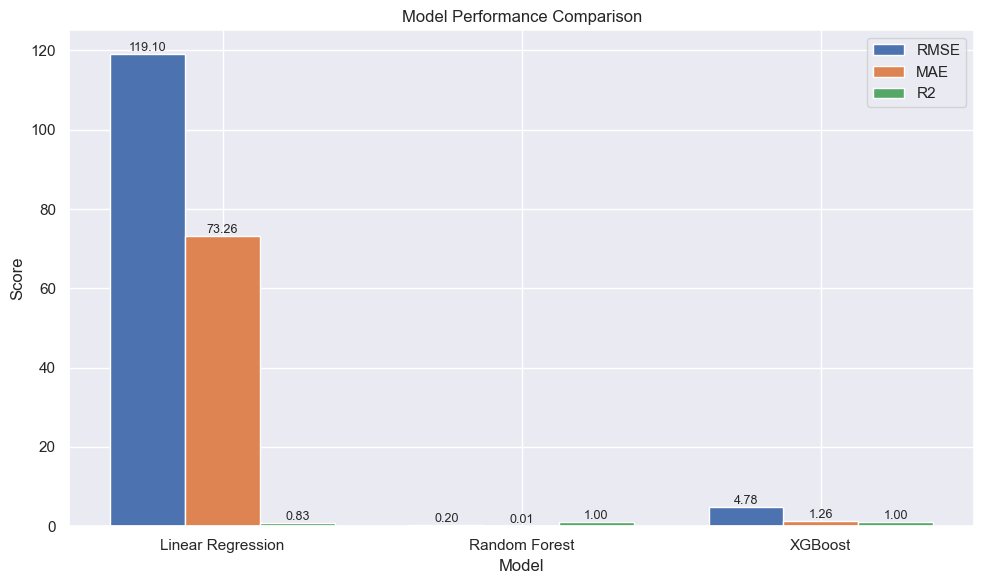 Model Performance Comparison
RMSE
MAE
R2
120
100
80
60
40
20
0
Score
119.10
73.26
0.83
0.20
0.01
1.00
4.78
1.26
1.00
Linear Regression
Random Forest
XGBoost
Model